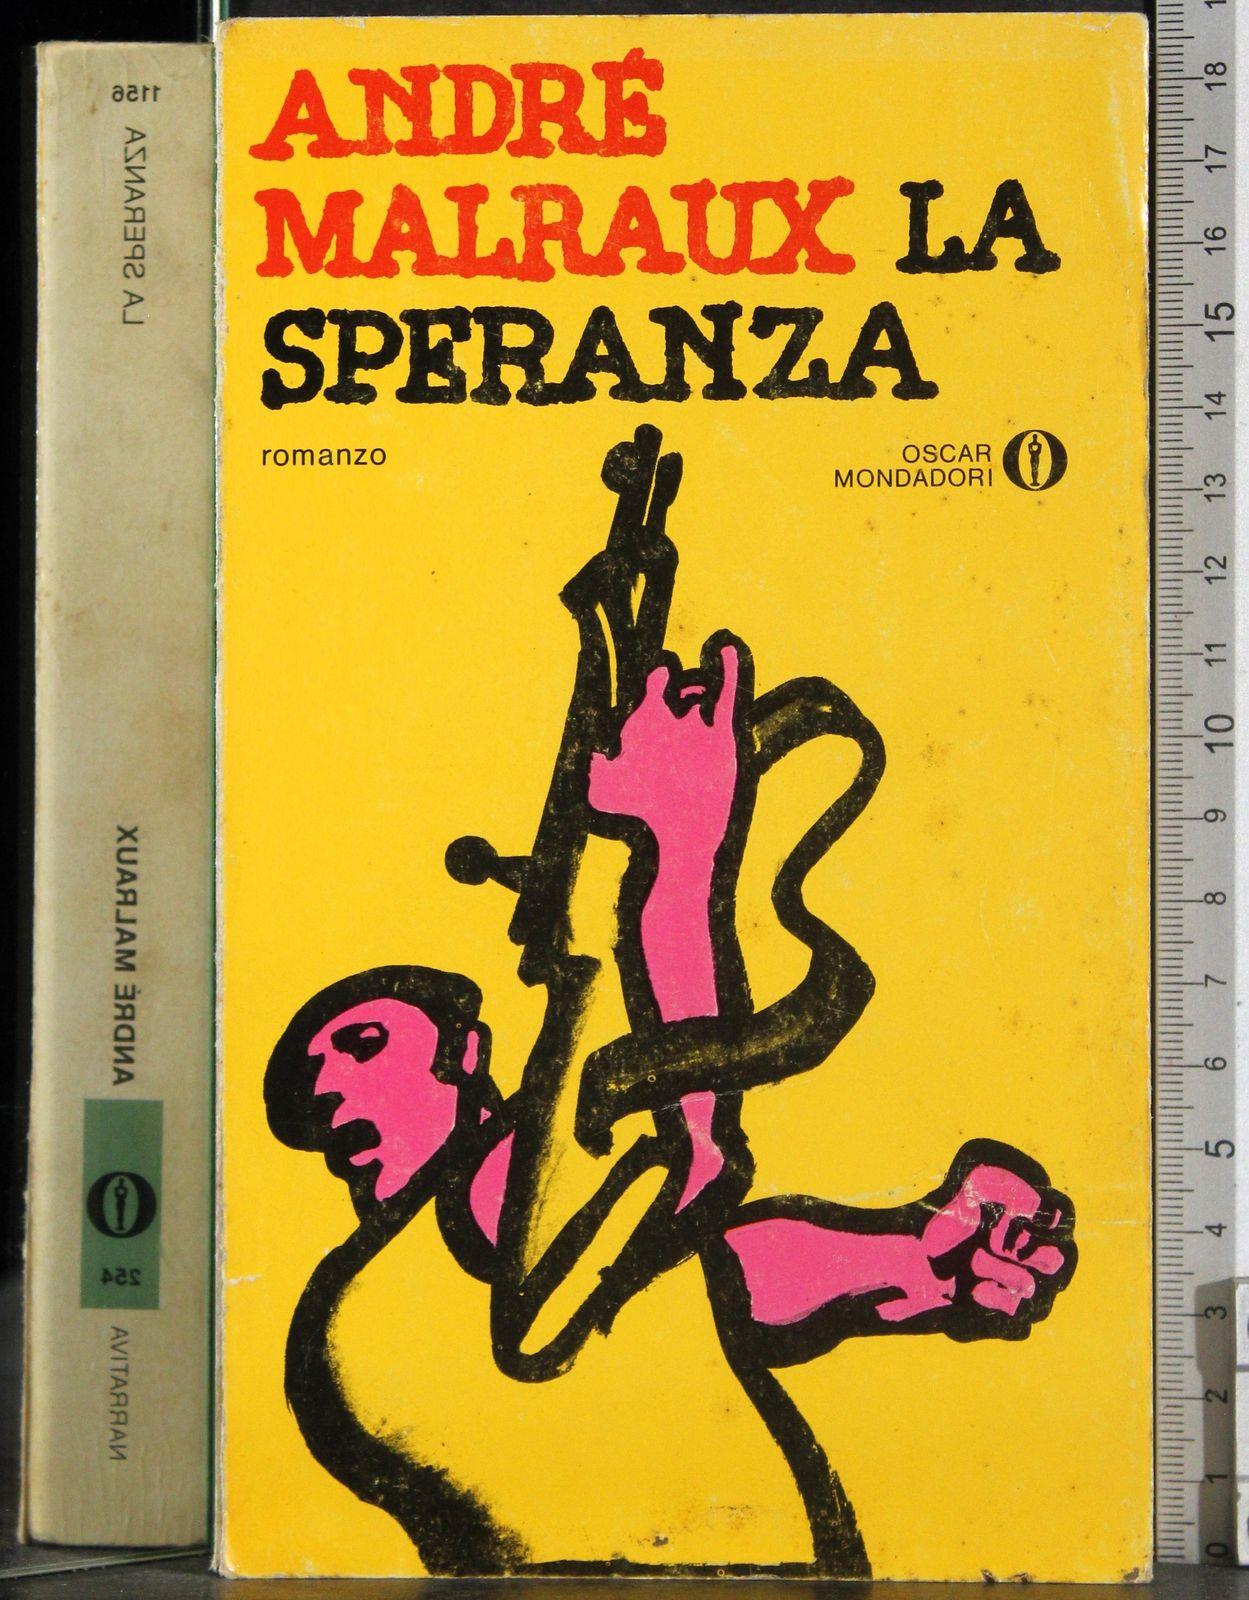 ANDRÉ
MALRAUX LA
SPERANZA
romanzo
OSCAR
MONDADORI
1156
LA SPERANZA
ANDRÉ MALRAUX
254
NARRATIVA
18
17
16
15
14
13
12
11
10
9
8
7
6
5
4
3
2
1
0